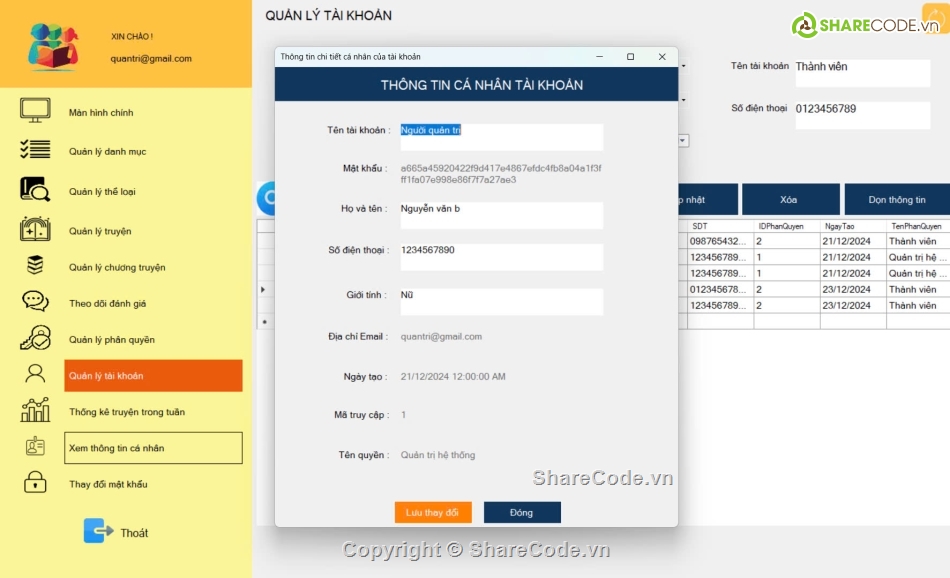 QUẢN LÝ TÀI KHOẢN
SHARECODE.vn
XIN CHÀO !
quantri@gmail.com
Màn hình chính
Quản lý danh mục
Quản lý thể loại
Quản lý truyện
Quản lý chương truyện
Theo dõi đánh giá
Quản lý phân quyền
Quản lý tài khoản
Thống kê truyện trong tuần
Xem thông tin cá nhân
Thay đổi mật khẩu
Thoát
Thông tin chi tiết cá nhân của tài khoản
THÔNG TIN CÁ NHÂN TÀI KHOẢN
Tên tài khoản : Người quản trị
Mật khẩu : a665a45920422f9d417e4867efdc4fb8a04a1f3f
ff1fa07e998e86f7f7a27ae3
Họ và tên : Nguyễn văn b
Số điện thoại : 1234567890
Giới tính : Nữ
Địa chỉ Email : quantri@gmail.com
Ngày tạo : 21/12/2024 12:00:00 AM
Mã truy cập : 1
Tên quyền : Quản trị hệ thống
Lưu thay đổi Đóng
Tên tài khoản Thành viên
Số điện thoại 0123456789
p nhật Xóa Dọn thông tin
SDT IDPhanQuyen NgayTao TenPhanQuyen
098765432... 2 21/12/2024 Thành viên
123456789... 1 21/12/2024 Quản trị hệ ...
123456789... 1 21/12/2024 Quản trị hệ ...
012345678... 2 23/12/2024 Thành viên
123456789... 2 23/12/2024 Thành viên
ShareCode.vn
Copyright © ShareCode.vn